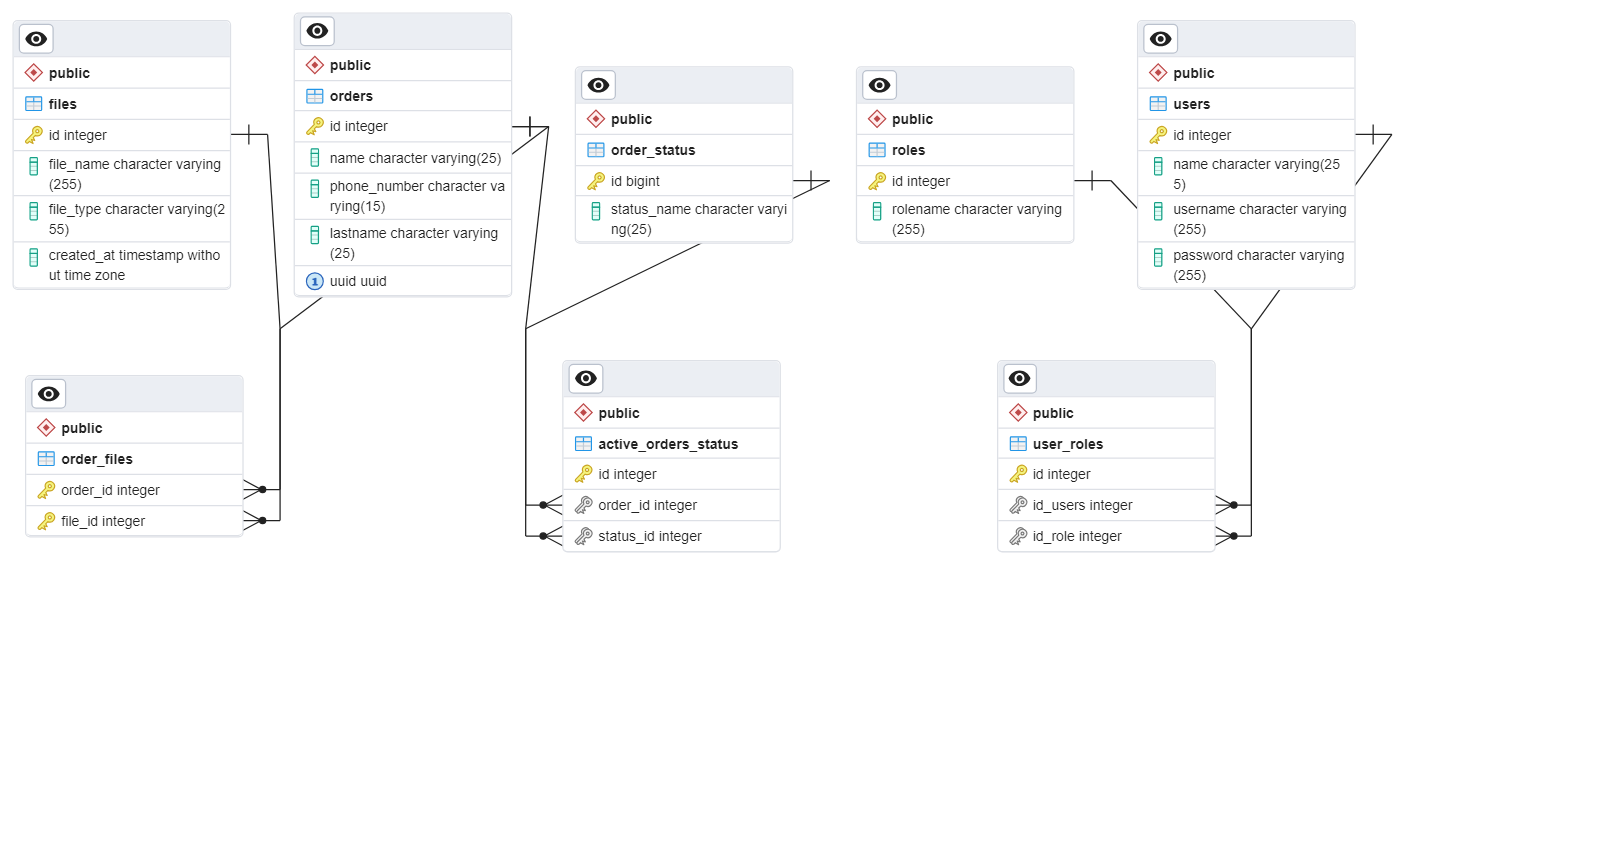 public
files
id integer
file_name character varying
(255)
file_type character varying(2
55)
created_at timestamp witho
ut time zone
public
orders
id integer
name character varying(25)
phone_number character va
rying(15)
lastname character varying
(25)
1
uuid uuid
public
order_status
id bigint
status_name character varyi
ng(25)
public
roles
id integer
rolename character varying
(255)
public
users
id integer
name character varying(25
5)
username character varying
(255)
password character varying
(255)
public
order_files
order_id integer
file_id integer
public
active_orders_status
id integer
order_id integer
status_id integer
public
user_roles
id integer
id_users integer
id_role integer